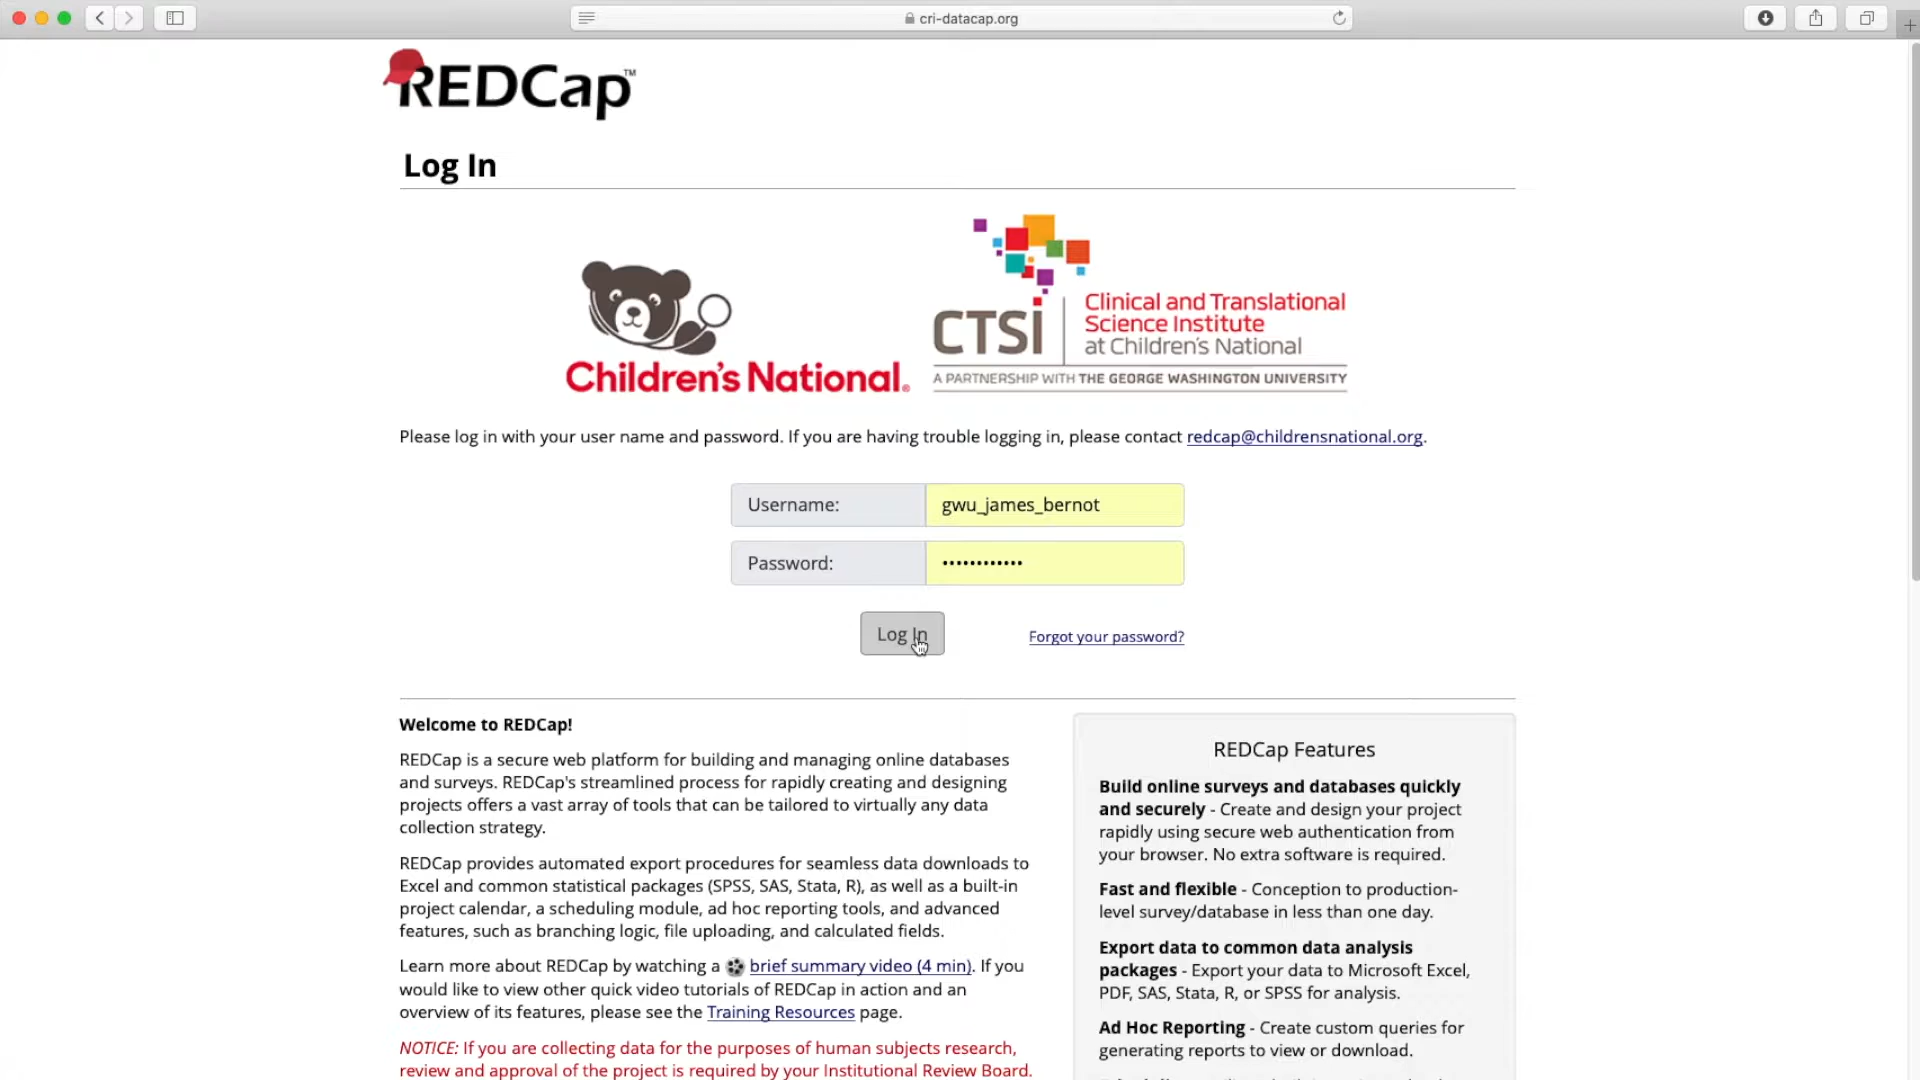 cri-datacap.org
REDCap™
Log In
Children's National®
CTSi
Clinical and Translational
Science Institute
at Children's National
A PARTNERSHIP WITH THE GEORGE WASHINGTON UNIVERSITY
Please log in with your user name and password. If you are having trouble logging in, please contact redcap@childrensnational.org.
Username: gwu_james_bernot
Password: ••••••••••••
Log In
Forgot your password?
Welcome to REDCap!
REDCap is a secure web platform for building and managing online databases
and surveys. REDCap's streamlined process for rapidly creating and designing
projects offers a vast array of tools that can be tailored to virtually any data
collection strategy.
REDCap provides automated export procedures for seamless data downloads to
Excel and common statistical packages (SPSS, SAS, Stata, R), as well as a built-in
project calendar, a scheduling module, ad hoc reporting tools, and advanced
features, such as branching logic, file uploading, and calculated fields.
Learn more about REDCap by watching a brief summary video (4 min). If you
would like to view other quick video tutorials of REDCap in action and an
overview of its features, please see the Training Resources page.
NOTICE: If you are collecting data for the purposes of human subjects research,
review and approval of the project is required by your Institutional Review Board.
REDCap Features
Build online surveys and databases quickly
and securely - Create and design your project
rapidly using secure web authentication from
your browser. No extra software is required.
Fast and flexible - Conception to production-
level survey/database in less than one day.
Export data to common data analysis
packages - Export your data to Microsoft Excel,
PDF, SAS, Stata, R, or SPSS for analysis.
Ad Hoc Reporting - Create custom queries for
generating reports to view or download.